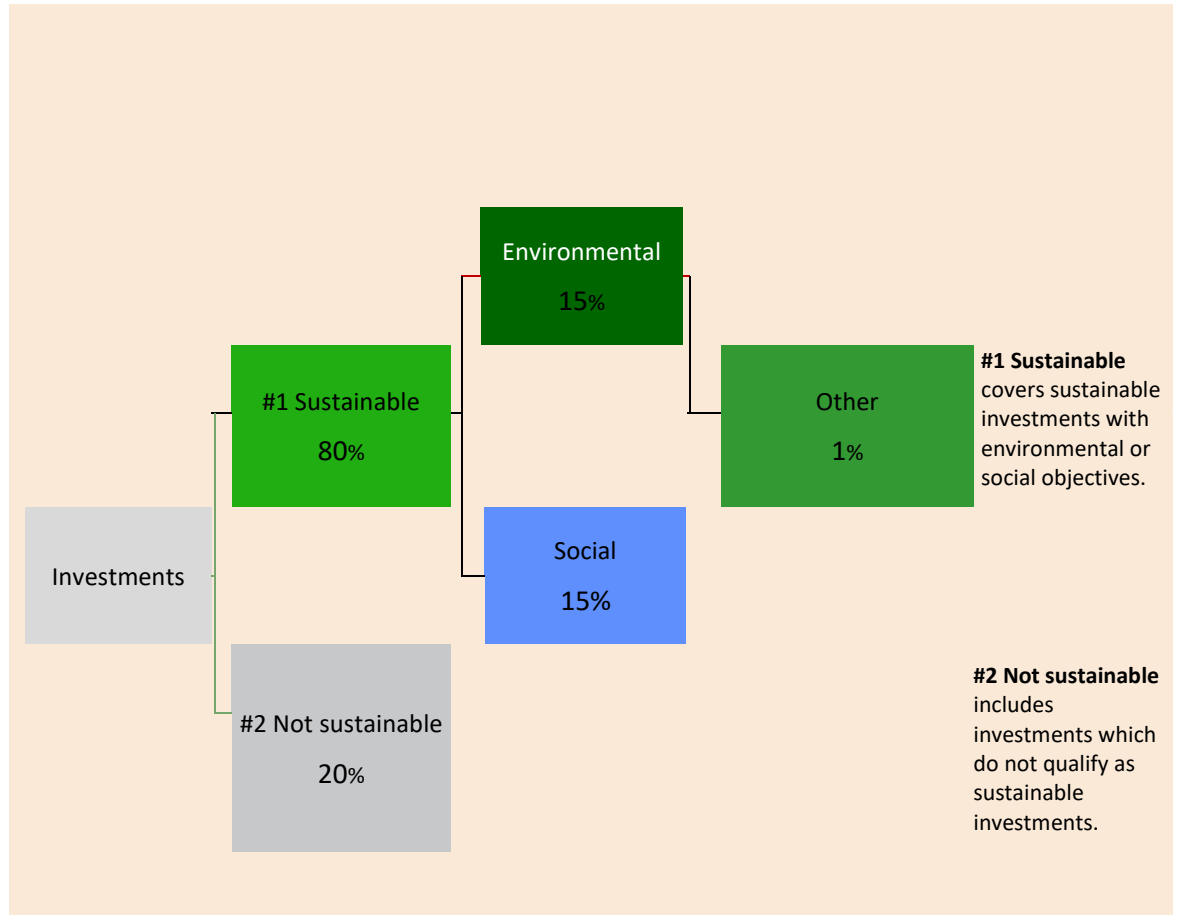 Environmental
15%
#1 Sustainable
80%
Other
1%
#1 Sustainable
covers sustainable
investments with
environmental or
social objectives.
Investments
Social
15%
#2 Not sustainable
20%
#2 Not sustainable
includes
investments which
do not qualify as
sustainable
investments.